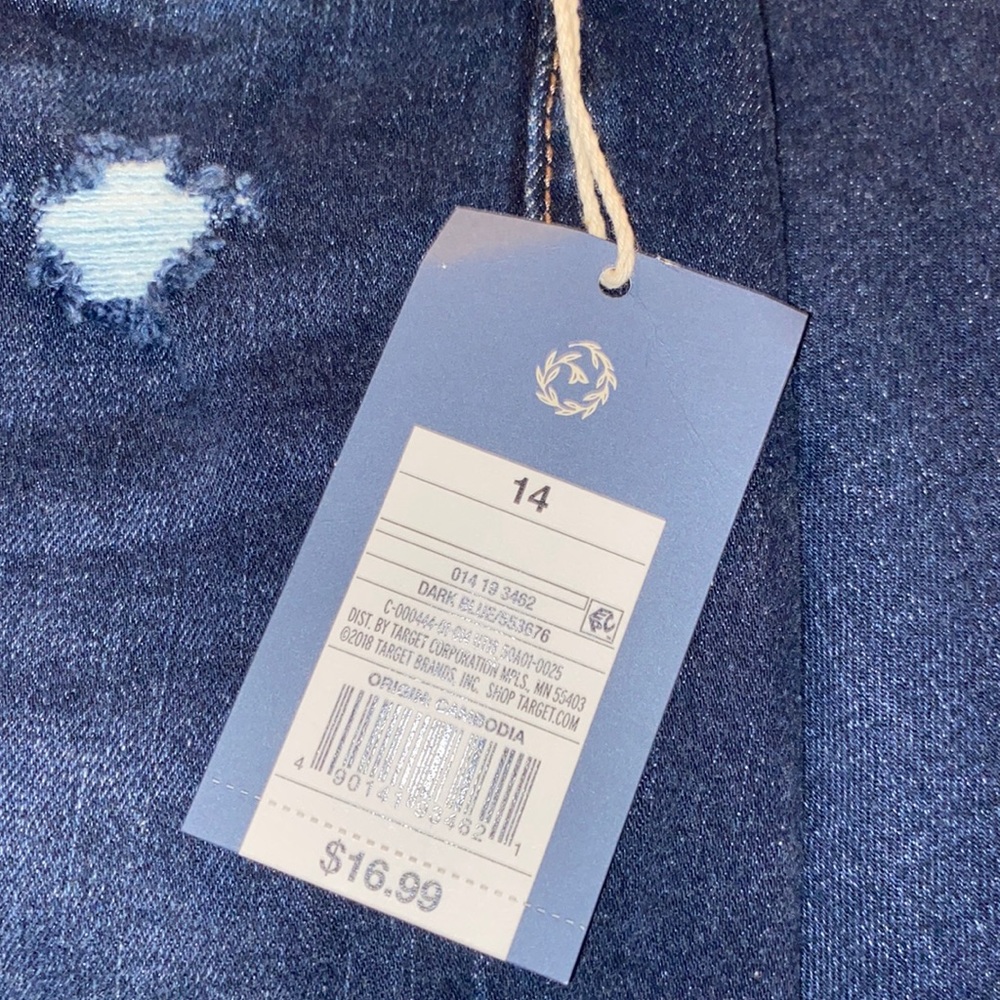 14
014 19 3462
DARK BLUE/553676
DIST. BY TARGET CORPORATION MPLS, MN 55403
©2018 TARGET BRANDS, INC. SHOP TARGET.COM
ORIGIN: CAMBODIA
$16.99